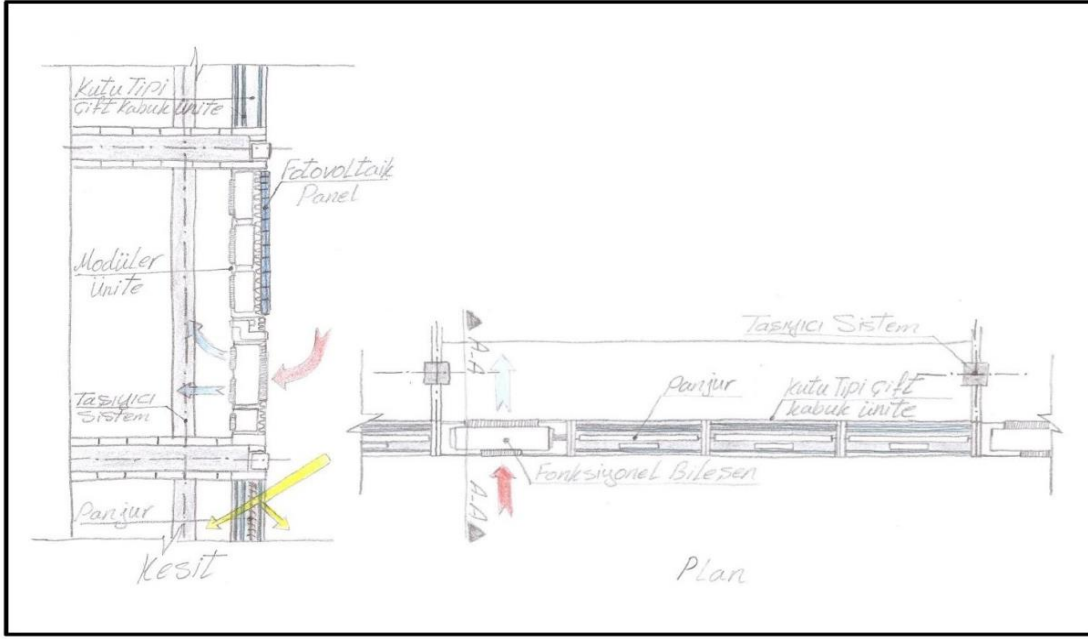 Kutu Tipi
Çift Kabuk Ünite
Fotovoltaik
Panel
Modüler
Ünite
Taşıyıcı
Sistem
Panjur
Kesit
Taşıyıcı Sistem
A-A
Panjur
Kutu Tipi Çift
Kabuk Ünite
Fonksiyonel Bileşen
A-A
Plan